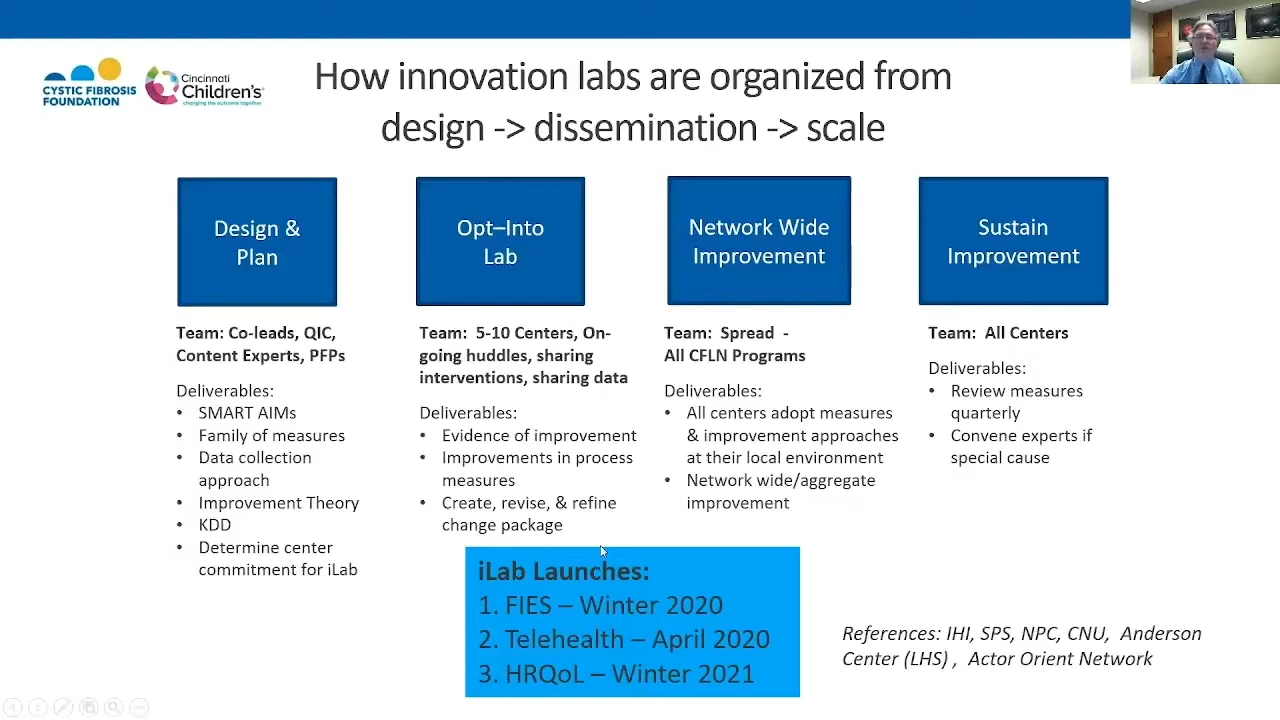 CYSTIC FIBROSIS
FOUNDATION
Cincinnati
Children's
changing the outcome together
How innovation labs are organized from
design -> dissemination -> scale
Design &
Plan
Team: Co-leads, QIC,
Content Experts, PFPs
Deliverables:
• SMART AIMs
• Family of measures
• Data collection
approach
• Improvement Theory
• KDD
• Determine center
commitment for iLab
Opt–Into
Lab
Team: 5-10 Centers, On-
going huddles, sharing
interventions, sharing data
Deliverables:
• Evidence of improvement
• Improvements in process
measures
• Create, revise, & refine
change package
Network Wide
Improvement
Team: Spread -
All CFLN Programs
Deliverables:
• All centers adopt measures
& improvement approaches
at their local environment
• Network wide/aggregate
improvement
Sustain
Improvement
Team: All Centers
Deliverables:
• Review measures
quarterly
• Convene experts if
special cause
iLab Launches:
1. FIES – Winter 2020
2. Telehealth – April 2020
3. HRQoL – Winter 2021
References: IHI, SPS, NPC, CNU, Anderson
Center (LHS) , Actor Orient Network